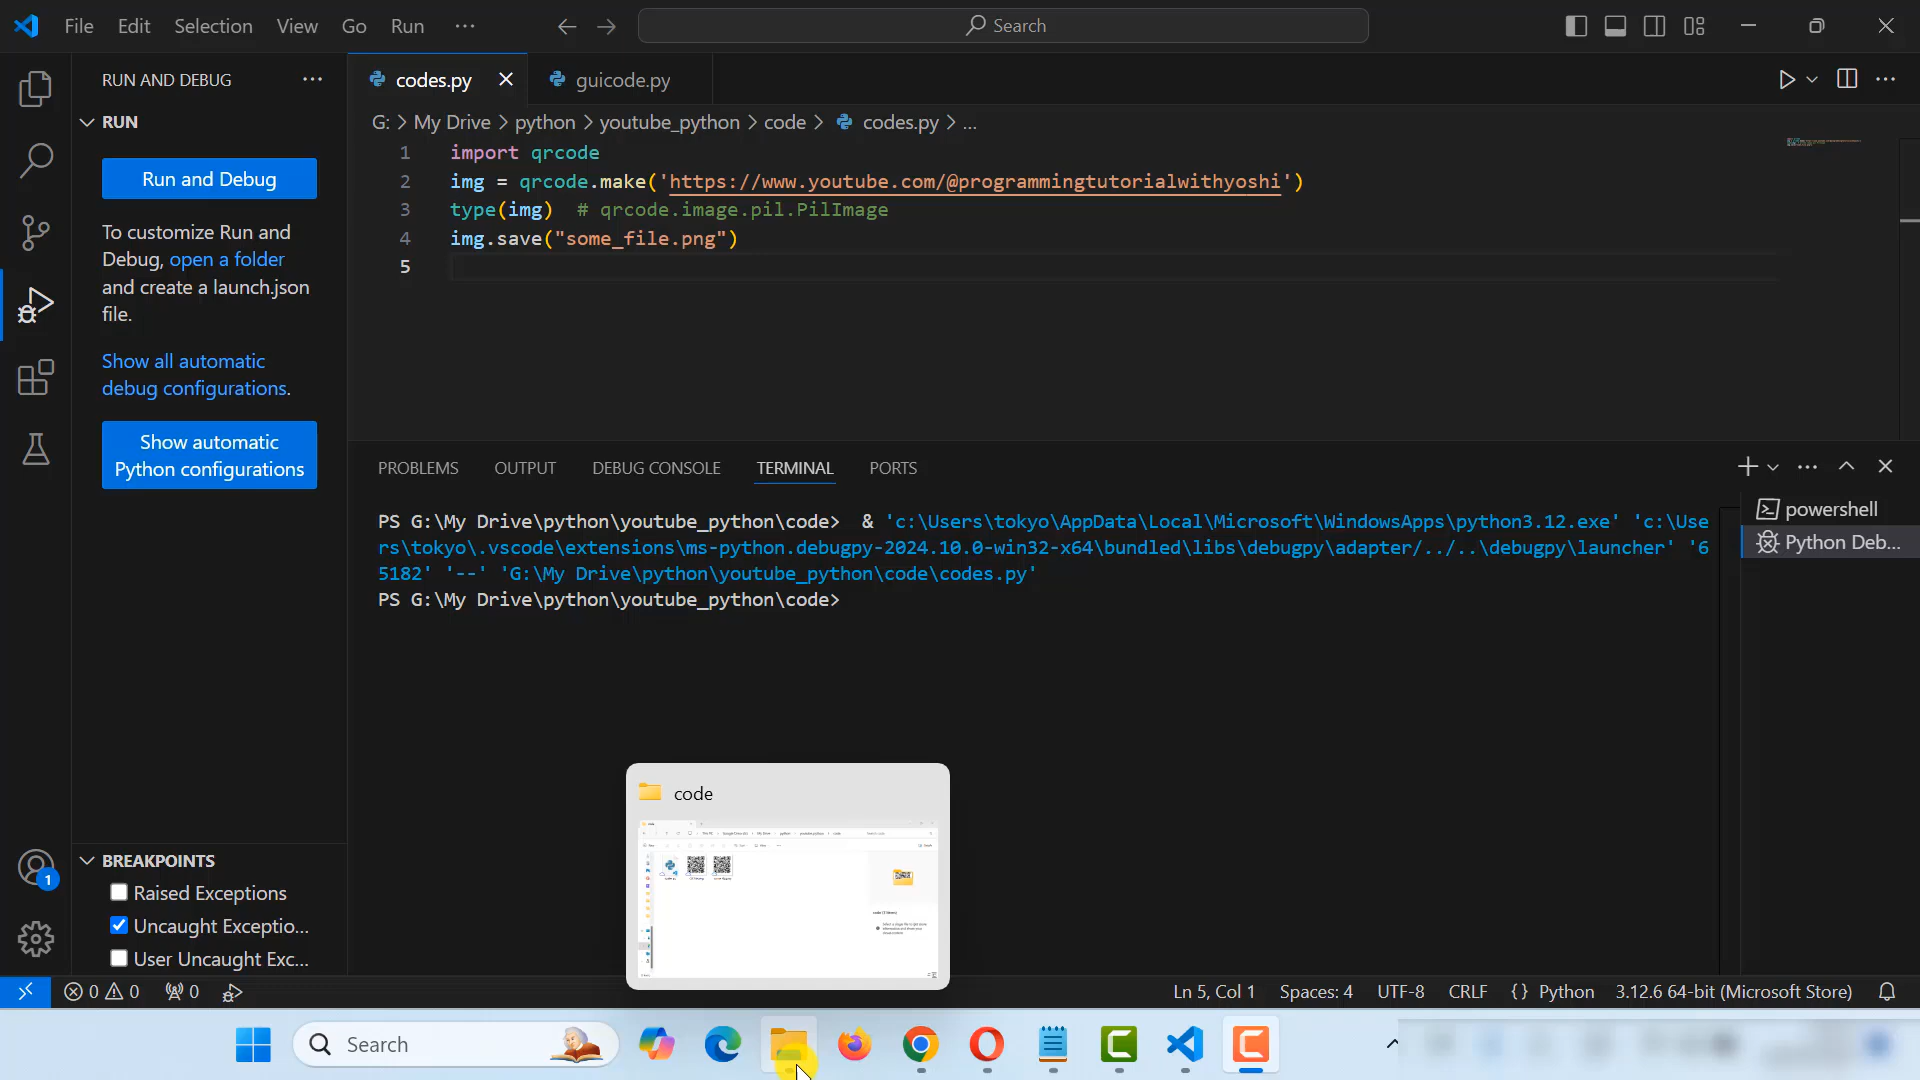 File Edit Selection View Go Run ··· Search
RUN AND DEBUG ···
RUN
Run and Debug
To customize Run and
Debug, open a folder
and create a launch.json
file.
Show all automatic
debug configurations.
Show automatic
Python configurations
BREAKPOINTS
Raised Exceptions
Uncaught Exceptio...
User Uncaught Exc...
codes.py guicode.py
G: > My Drive > python > youtube_python > code > codes.py > ...
1 import qrcode
2 img = qrcode.make('https://www.youtube.com/@programmingtutorialwithyoshi')
3 type(img)  # qrcode.image.pil.PilImage
4 img.save("some_file.png")
5
PROBLEMS OUTPUT DEBUG CONSOLE TERMINAL PORTS
PS G:\My Drive\python\youtube_python\code>  & 'c:\Users\tokyo\AppData\Local\Microsoft\WindowsApps\python3.12.exe' 'c:\Use
rs\tokyo\.vscode\extensions\ms-python.debugpy-2024.10.0-win32-x64\bundled\libs\debugpy\adapter/../..\debugpy\launcher' '6
5182' '--' 'G:\My Drive\python\youtube_python\code\codes.py'
PS G:\My Drive\python\youtube_python\code>
powershell
Python Deb...
code
1
0 0 0 Ln 5, Col 1 Spaces: 4 UTF-8 CRLF {} Python 3.12.6 64-bit (Microsoft Store)
Search